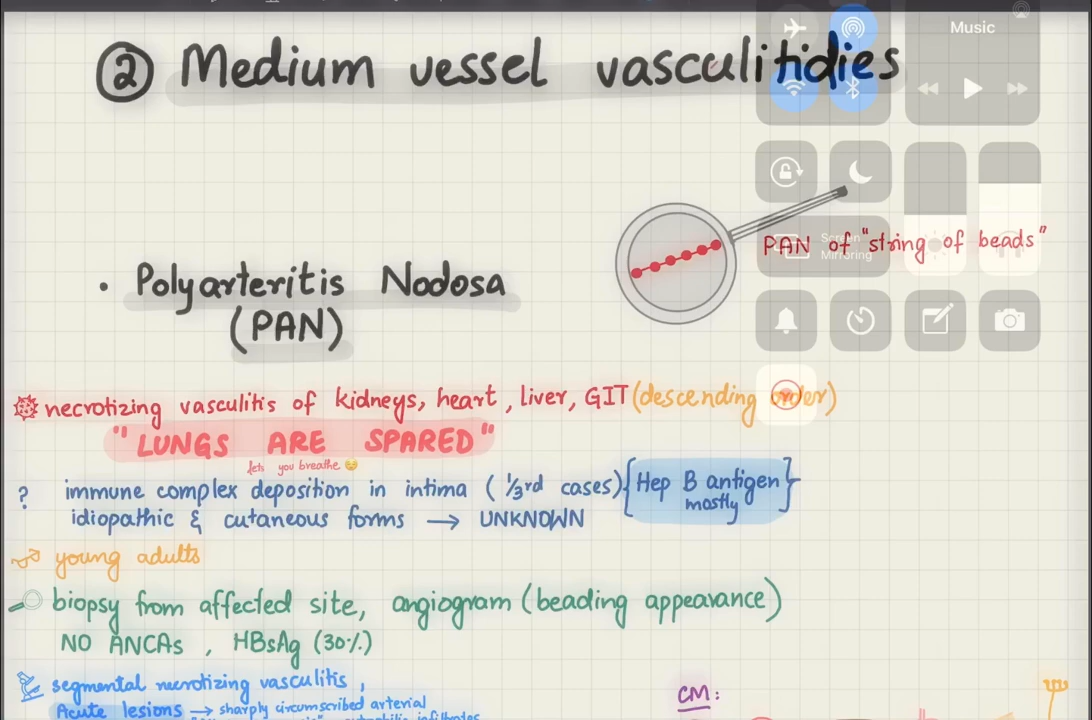 ② Medium vessel vasculitidies
Music
Screen
Mirroring
PAN of "string of beads"
• Polyarteritis Nodosa
(PAN)
necrotizing vasculitis of kidneys, heart, liver, GIT (descending order)
"LUNGS ARE SPARED"
lets you breathe
? immune complex deposition in intima (1/3rd cases) {Hep B antigen
mostly}
idiopathic & cutaneous forms → UNKNOWN
young adults
biopsy from affected site, angiogram (beading appearance)
NO ANCAs, HBsAg (30%)
segmental necrotizing vasculitis,
Acute lesions → sharply circumscribed arterial
CM: